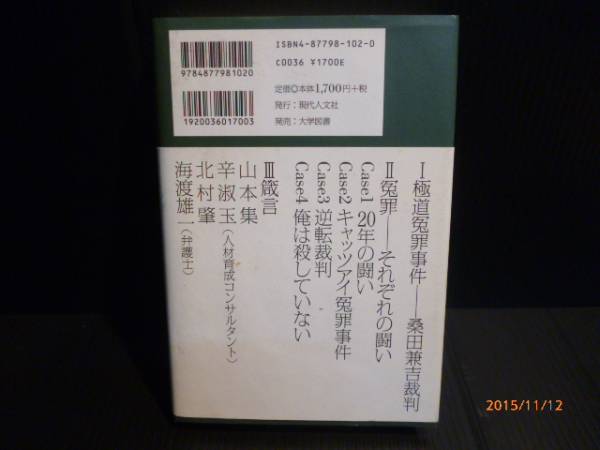 ISBN4-87798-102-0
C0036 ¥1700E
定価◎本体1,700円+税
発行:現代人文社
発売:大学図書
9784877981020
1920036017003
Ⅰ極道冤罪事件──桑田兼吉裁判
Ⅱ冤罪──それぞれの闘い
Case1 20年の闘い
Case2 キャッツアイ冤罪事件
Case3 逆転裁判
Case4 俺は殺していない
Ⅲ箴言
山本集
辛淑玉(人材育成コンサルタント)
北村肇
海渡雄一(弁護士)
2015/11/12